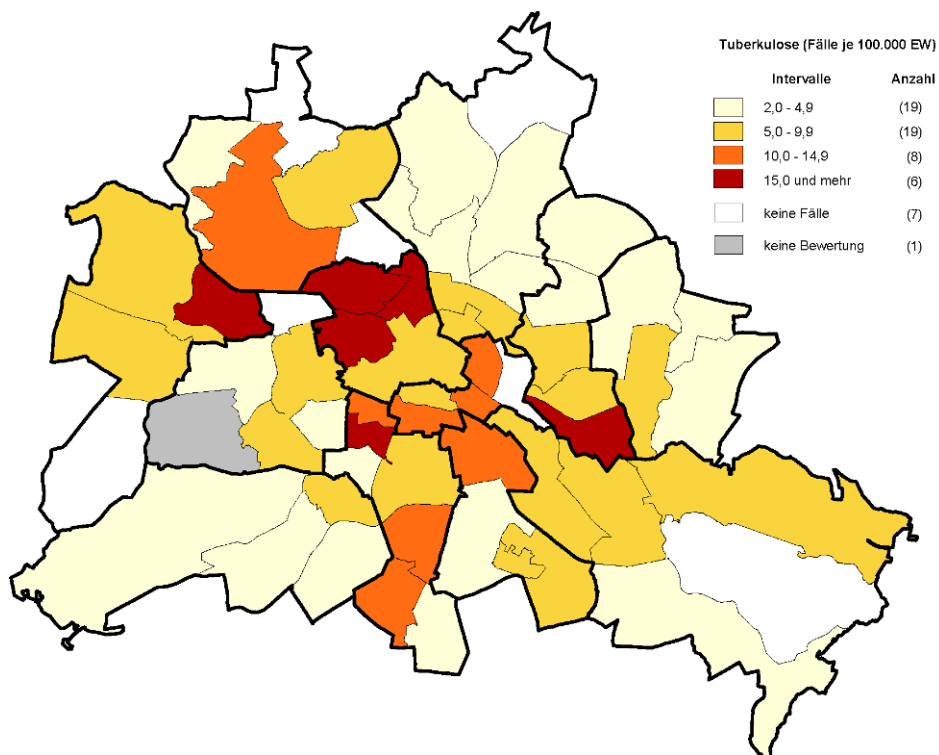 Tuberkulose (Fälle je 100.000 EW)
Intervalle Anzahl
2,0 - 4,9 (19)
5,0 - 9,9 (19)
10,0 - 14,9 (8)
15,0 und mehr (6)
keine Fälle (7)
keine Bewertung (1)